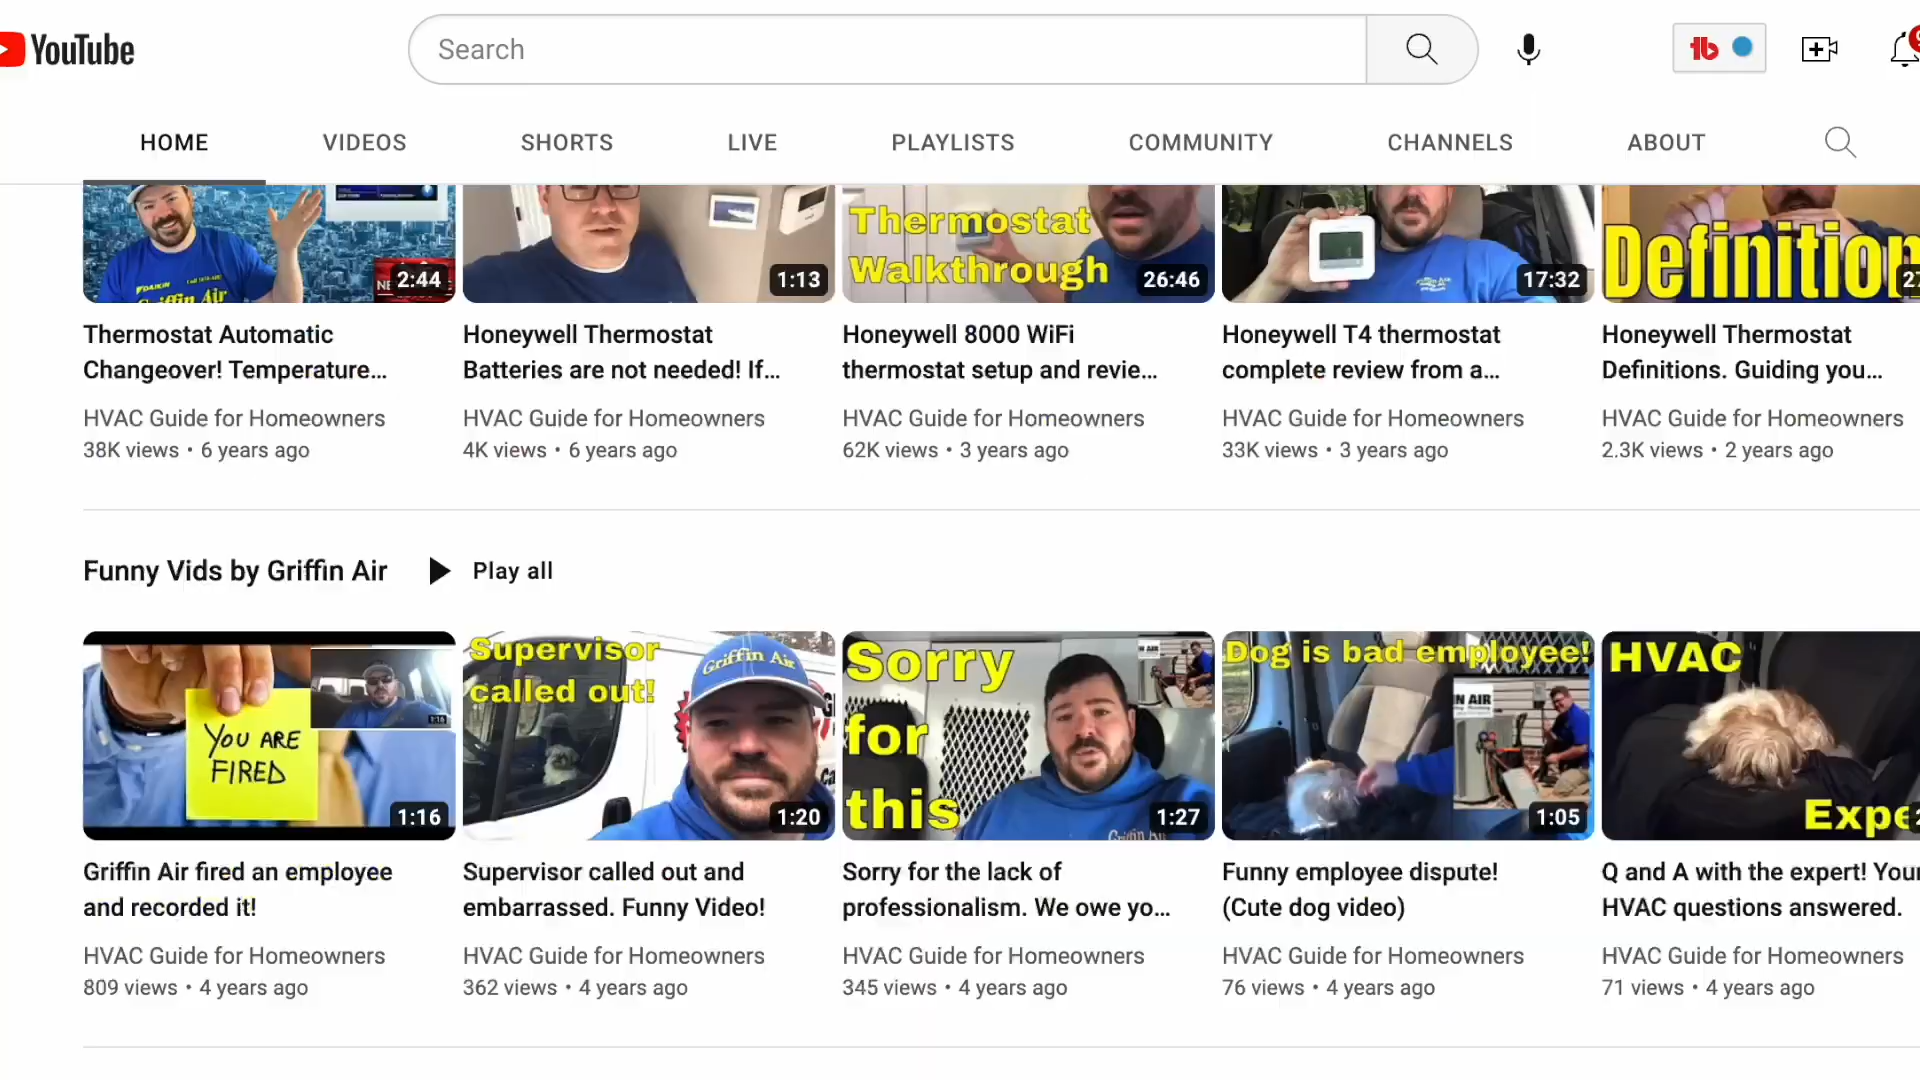 YouTube
Search
HOME
VIDEOS
SHORTS
LIVE
PLAYLISTS
COMMUNITY
CHANNELS
ABOUT
DAIKIN
Griffin Air
NE
2:44
1:13
Thermostat
Walkthrough
26:46
17:32
Definition
27
Thermostat Automatic
Changeover! Temperature...
HVAC Guide for Homeowners
38K views • 6 years ago
Honeywell Thermostat
Batteries are not needed! If...
HVAC Guide for Homeowners
4K views • 6 years ago
Honeywell 8000 WiFi
thermostat setup and revie...
HVAC Guide for Homeowners
62K views • 3 years ago
Honeywell T4 thermostat
complete review from a...
HVAC Guide for Homeowners
33K views • 3 years ago
Honeywell Thermostat
Definitions. Guiding you...
HVAC Guide for Homeowners
2.3K views • 2 years ago
Funny Vids by Griffin Air
Play all
YOU ARE
FIRED
1:16
1:16
Supervisor
called out!
Griffin Air
1:20
Sorry
for
this
Griffin Air
1:27
Dog is bad employee!
N AIR
1:05
HVAC
Expe
Griffin Air fired an employee
and recorded it!
HVAC Guide for Homeowners
809 views • 4 years ago
Supervisor called out and
embarrassed. Funny Video!
HVAC Guide for Homeowners
362 views • 4 years ago
Sorry for the lack of
professionalism. We owe yo...
HVAC Guide for Homeowners
345 views • 4 years ago
Funny employee dispute!
(Cute dog video)
HVAC Guide for Homeowners
76 views • 4 years ago
Q and A with the expert! Your
HVAC questions answered.
HVAC Guide for Homeowners
71 views • 4 years ago